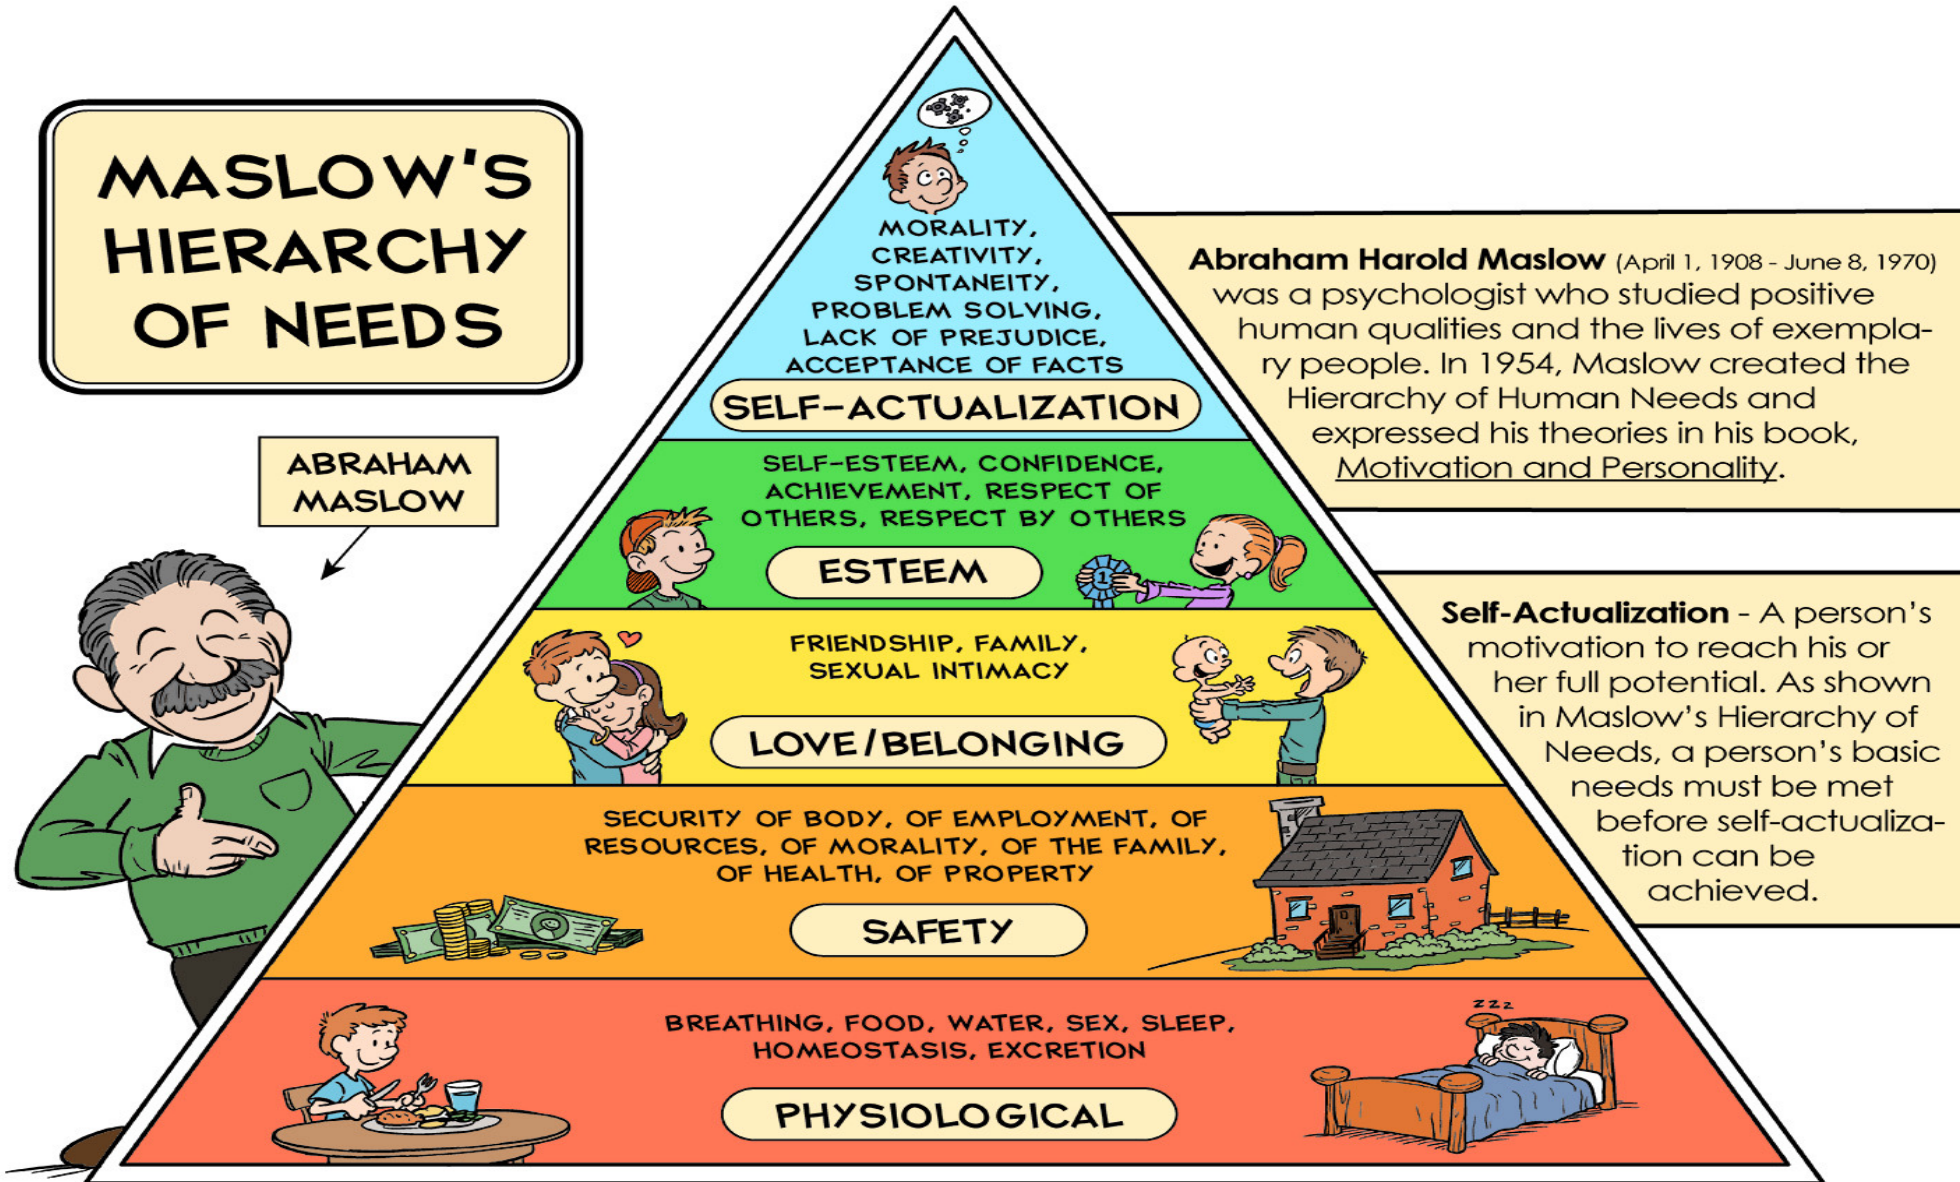 MASLOW'S
HIERARCHY
OF NEEDS
ABRAHAM
MASLOW
MORALITY,
CREATIVITY,
SPONTANEITY,
PROBLEM SOLVING,
LACK OF PREJUDICE,
ACCEPTANCE OF FACTS
SELF-ACTUALIZATION
SELF-ESTEEM, CONFIDENCE,
ACHIEVEMENT, RESPECT OF
OTHERS, RESPECT BY OTHERS
ESTEEM
1
FRIENDSHIP, FAMILY,
SEXUAL INTIMACY
LOVE/BELONGING
SECURITY OF BODY, OF EMPLOYMENT, OF
RESOURCES, OF MORALITY, OF THE FAMILY,
OF HEALTH, OF PROPERTY
SAFETY
BREATHING, FOOD, WATER, SEX, SLEEP,
HOMEOSTASIS, EXCRETION
PHYSIOLOGICAL
zzz
Abraham Harold Maslow (April 1, 1908 - June 8, 1970)
was a psychologist who studied positive
human qualities and the lives of exempla-
ry people. In 1954, Maslow created the
Hierarchy of Human Needs and
expressed his theories in his book,
Motivation and Personality.
Self-Actualization - A person's
motivation to reach his or
her full potential. As shown
in Maslow's Hierarchy of
Needs, a person's basic
needs must be met
before self-actualiza-
tion can be
achieved.